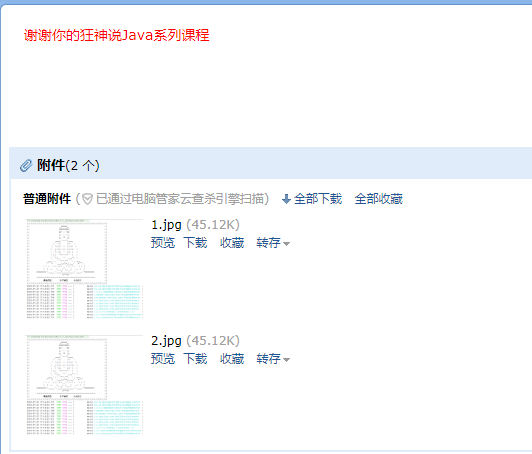 谢谢你的狂神说Java系列课程
附件(2 个)
普通附件 (已通过电脑管家云查杀引擎扫描) 全部下载 全部收藏
1.jpg (45.12K)
预览 下载 收藏 转存
2.jpg (45.12K)
预览 下载 收藏 转存